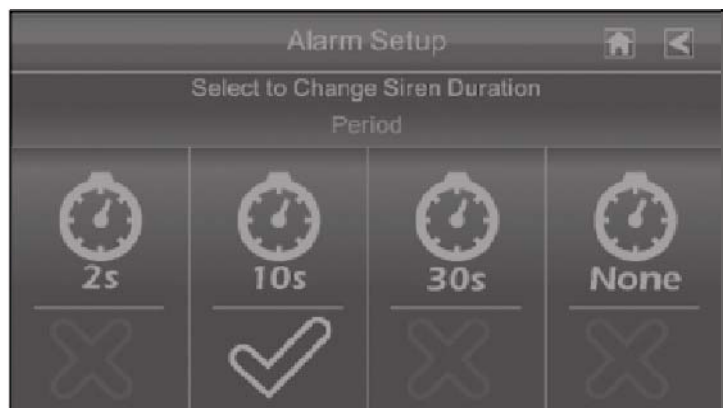 Alarm Setup
Select to Change Siren Duration
Period
2s 10s 30s None